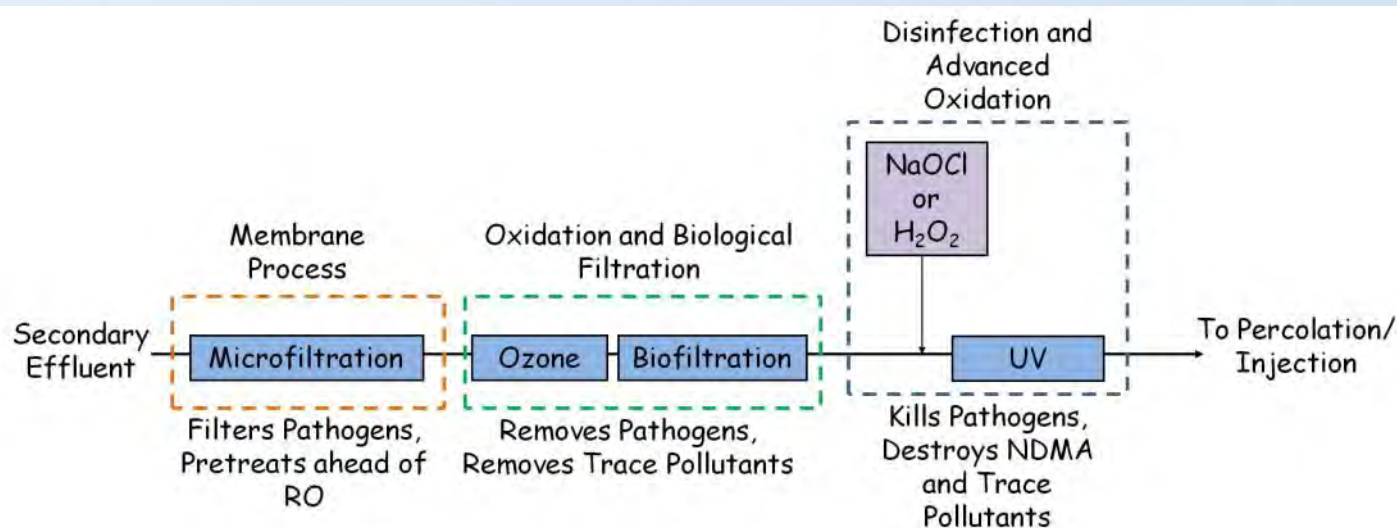 Disinfection and
Advanced
Oxidation
NaOCl
or
H₂O₂
Membrane
Process
Oxidation and Biological
Filtration
Secondary
Effluent
Microfiltration
Ozone
Biofiltration
UV
To Percolation/
Injection
Filters Pathogens,
Pretreats ahead of
RO
Removes Pathogens,
Removes Trace Pollutants
Kills Pathogens,
Destroys NDMA
and Trace
Pollutants